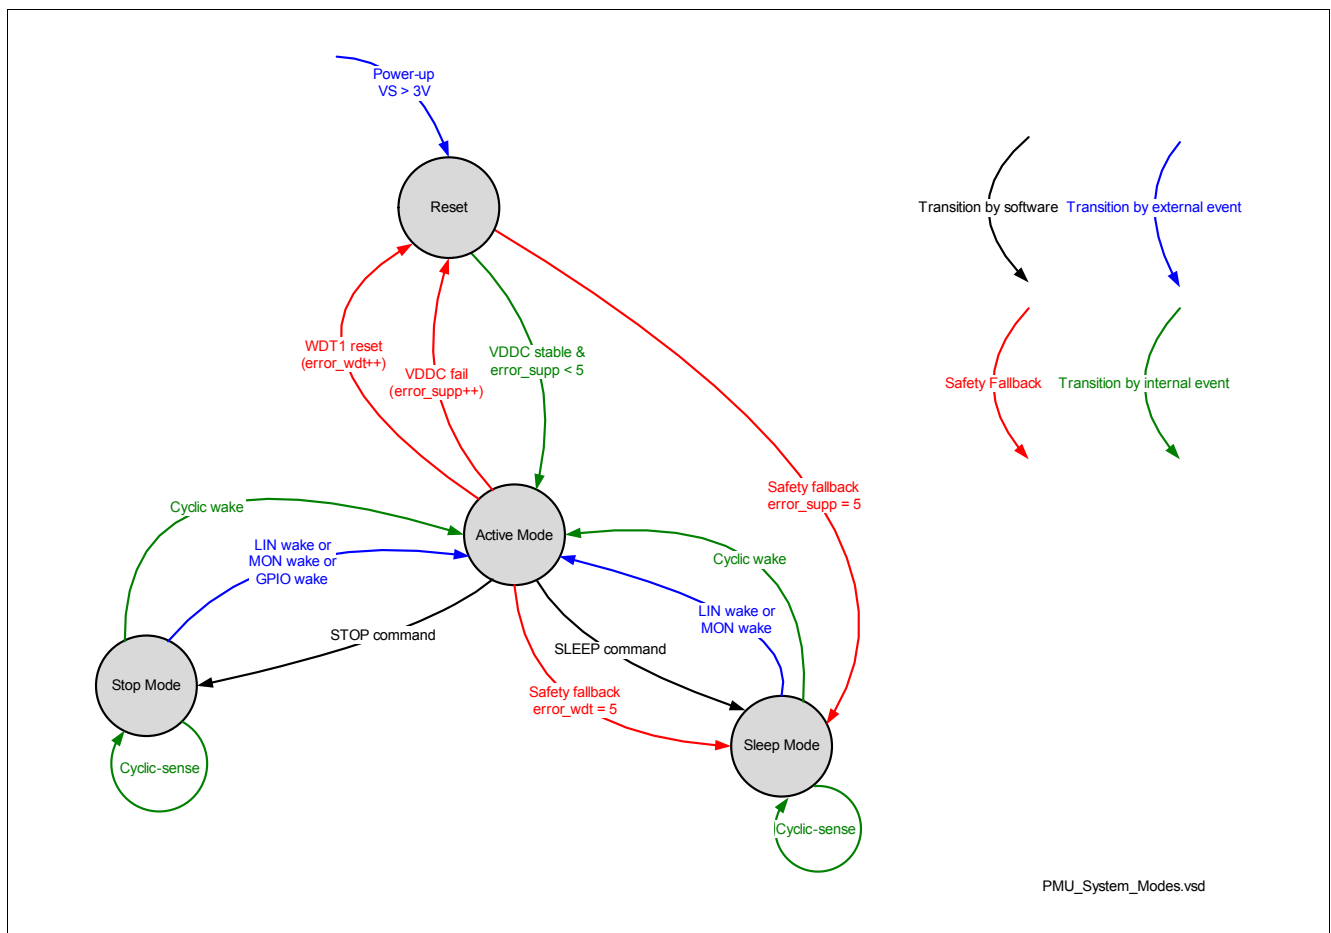 Power-up
VS > 3V
Reset
Transition by software
Transition by external event
WDT1 reset
(error_wdt++)
VDDC fail
(error_supp++)
VDDC stable &
error_supp < 5
Safety Fallback
Transition by internal event
Safety fallback
error_supp = 5
Cyclic wake
LIN wake or
MON wake or
GPIO wake
Active Mode
Cyclic wake
LIN wake or
MON wake
STOP command
SLEEP command
Stop Mode
Safety fallback
error_wdt = 5
Sleep Mode
Cyclic-sense
Cyclic-sense
PMU_System_Modes.vsd